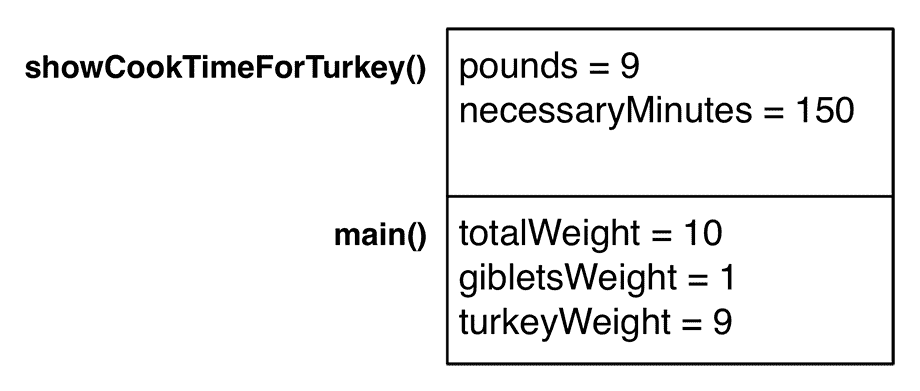 showCookTimeForTurkey() pounds = 9
necessaryMinutes = 150
main() totalWeight = 10
gibletsWeight = 1
turkeyWeight = 9